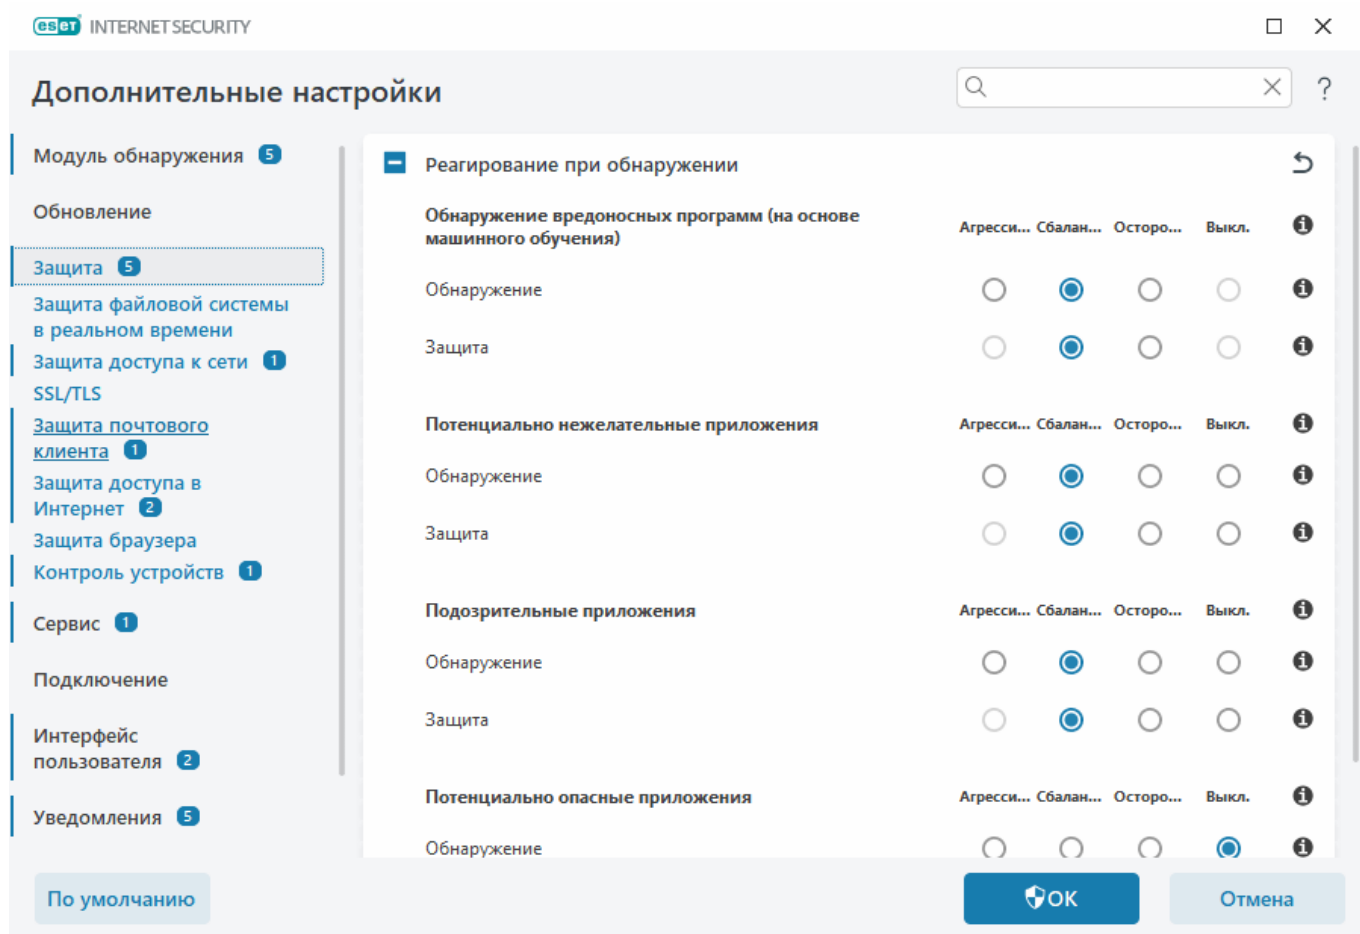 eset INTERNET SECURITY
Дополнительные настройки
?
Модуль обнаружения 5
Обновление
Защита 5
Защита файловой системы
в реальном времени
Защита доступа к сети 1
SSL/TLS
Защита почтового
клиента 1
Защита доступа в
Интернет 2
Защита браузера
Контроль устройств 1
Сервис 1
Подключение
Интерфейс
пользователя 2
Уведомления 5
Реагирование при обнаружении
Обнаружение вредоносных программ (на основе
машинного обучения)
Агресси... Сбалан... Осторо... Выкл.
Обнаружение
Защита
Потенциально нежелательные приложения Агресси... Сбалан... Осторо... Выкл.
Обнаружение
Защита
Подозрительные приложения Агресси... Сбалан... Осторо... Выкл.
Обнаружение
Защита
Потенциально опасные приложения Агресси... Сбалан... Осторо... Выкл.
Обнаружение
По умолчанию
ОК
Отмена